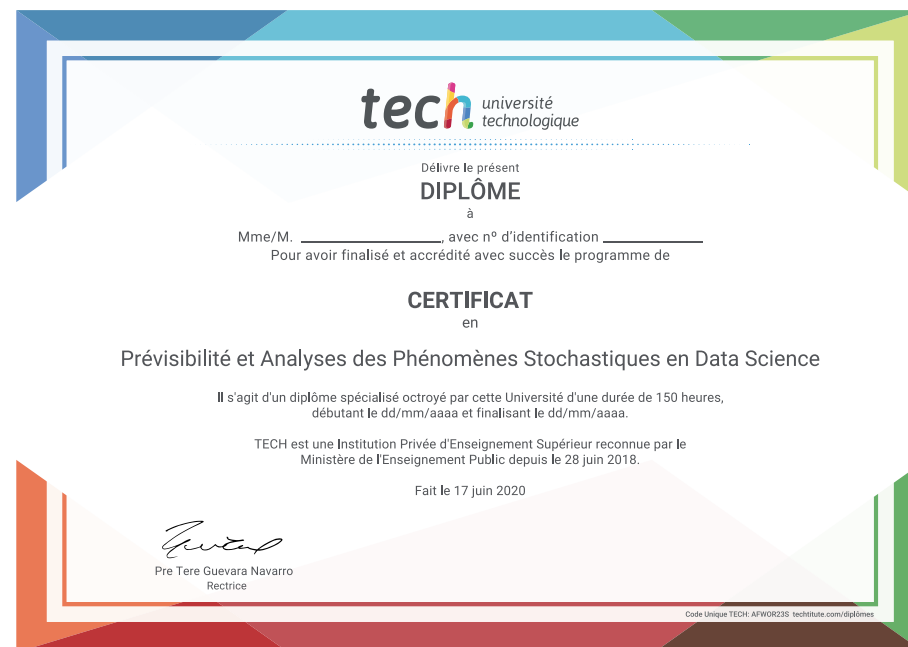 tech université
technologique
Délivre le présent
DIPLÔME
à
Mme/M. ____________________, avec nº d'identification ______________
Pour avoir finalisé et accrédité avec succès le programme de
CERTIFICAT
en
Prévisibilité et Analyses des Phénomènes Stochastiques en Data Science
Il s'agit d'un diplôme spécialisé octroyé par cette Université d'une durée de 150 heures,
débutant le dd/mm/aaaa et finalisant le dd/mm/aaaa.
TECH est une Institution Privée d'Enseignement Supérieur reconnue par le
Ministère de l'Enseignement Public depuis le 28 juin 2018.
Fait le 17 juin 2020
Pre Tere Guevara Navarro
Rectrice
Code Unique TECH: AFWOR23S techtitute.com/diplômes